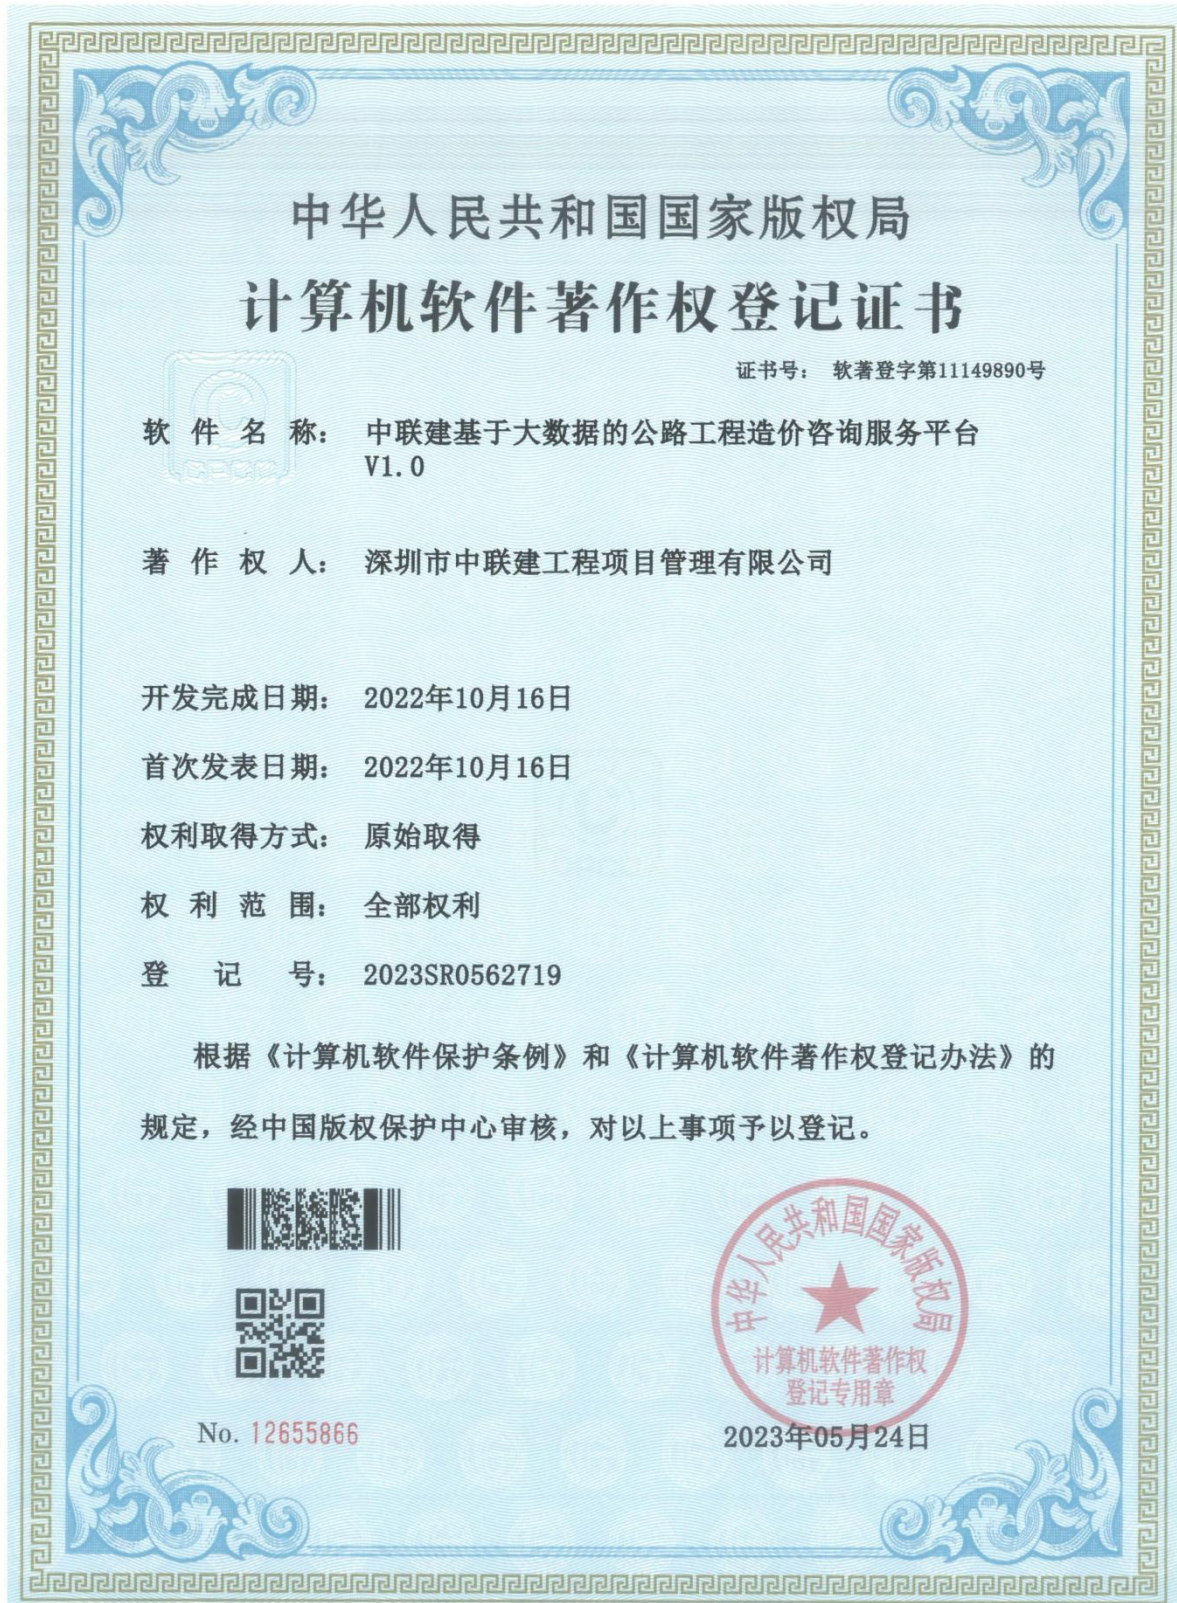 中华人民共和国国家版权局
计算机软件著作权登记证书
证书号： 软著登字第11149890号
软件名称： 中联建基于大数据的公路工程造价咨询服务平台
V1.0
著作权人： 深圳市中联建工程项目管理有限公司
开发完成日期： 2022年10月16日
首次发表日期： 2022年10月16日
权利取得方式： 原始取得
权利范围： 全部权利
登记号： 2023SR0562719
根据《计算机软件保护条例》和《计算机软件著作权登记办法》的
规定，经中国版权保护中心审核，对以上事项予以登记。
中华人民共和国国家版权局
计算机软件著作权
登记专用章
No. 12655866
2023年05月24日
CPCC